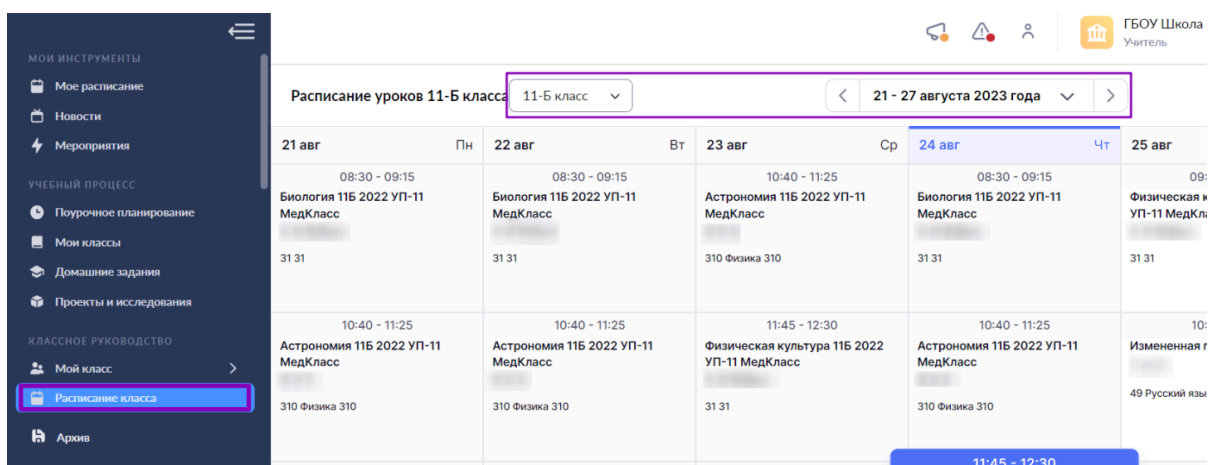 ГБОУ Школа
Учитель
МОИ ИНСТРУМЕНТЫ
Мое расписание
Новости
Мероприятия
УЧЕБНЫЙ ПРОЦЕСС
Поурочное планирование
Мои классы
Домашние задания
Проекты и исследования
КЛАССНОЕ РУКОВОДСТВО
Мой класс
Расписание класса
Архив
Расписание уроков 11-Б класса
11-Б класс
21 - 27 августа 2023 года
21 авг Пн 22 авг Вт 23 авг Ср 24 авг Чт 25 авг
08:30 - 09:15
Биология 11Б 2022 УП-11
МедКласс
31 31
08:30 - 09:15
Биология 11Б 2022 УП-11
МедКласс
31 31
10:40 - 11:25
Астрономия 11Б 2022 УП-11
МедКласс
310 Физика 310
08:30 - 09:15
Биология 11Б 2022 УП-11
МедКласс
31 31
09:
Физическая
УП-11
31 31
10:40 - 11:25
Астрономия 11Б 2022 УП-11
МедКласс
310 Физика 310
10:40 - 11:25
Астрономия 11Б 2022 УП-11
МедКласс
310 Физика 310
11:45 - 12:30
Физическая культура 11Б 2022
УП-11 МедКласс
31 31
10:40 - 11:25
Астрономия 11Б 2022 УП-11
МедКласс
310 Физика 310
10:
Измененная
49 Русский
11:45 - 12:30